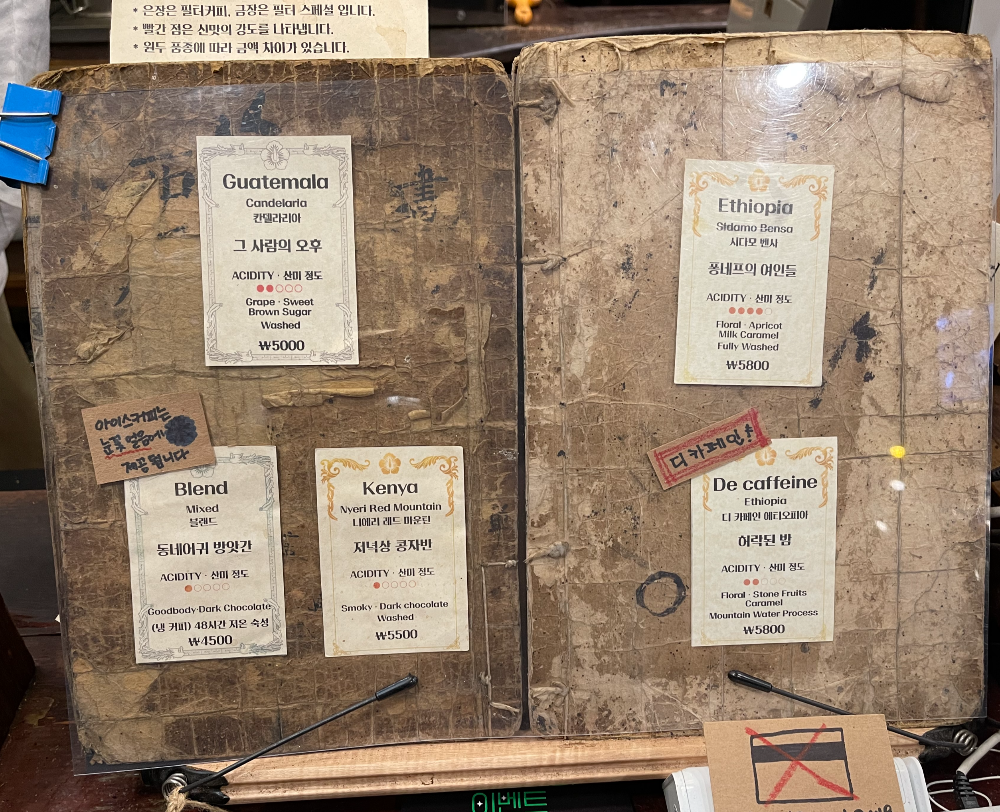 * 은장은 필터커피, 금장은 필터 스페셜 입니다.
* 빨간 점은 신맛의 강도를 나타냅니다.
* 원두 품종에 따라 금액 차이가 있습니다.
Guatemala
Candelaria
칸델라리아
그 사람의 오후
ACIDITY · 산미 정도
Grape · Sweet
Brown Sugar
Washed
₩5000
아이스커피는
눈꽃 얼음에
제공됩니다
Blend
Mixed
블랜드
동네어귀 방앗간
ACIDITY · 산미 정도
Goodbody·Dark Chocolate
(냉 커피) 48시간 저온 숙성
₩4500
Kenya
Nyeri Red Mountain
니에리 레드 마운틴
저녁상 콩자반
ACIDITY · 산미 정도
Smoky · Dark chocolate
Washed
₩5500
Ethiopia
Sidamo Bensa
시다모 벤사
퐁네프의 여인들
ACIDITY · 산미 정도
Floral · Apricot
Milk Caramel
Fully Washed
₩5800
디카페인!
De caffeine
Ethiopia
디 카페인 에티오피아
허락된 밤
ACIDITY · 산미 정도
Floral · Stone Fruits
Caramel
Mountain Water Process
₩5800
이벤트